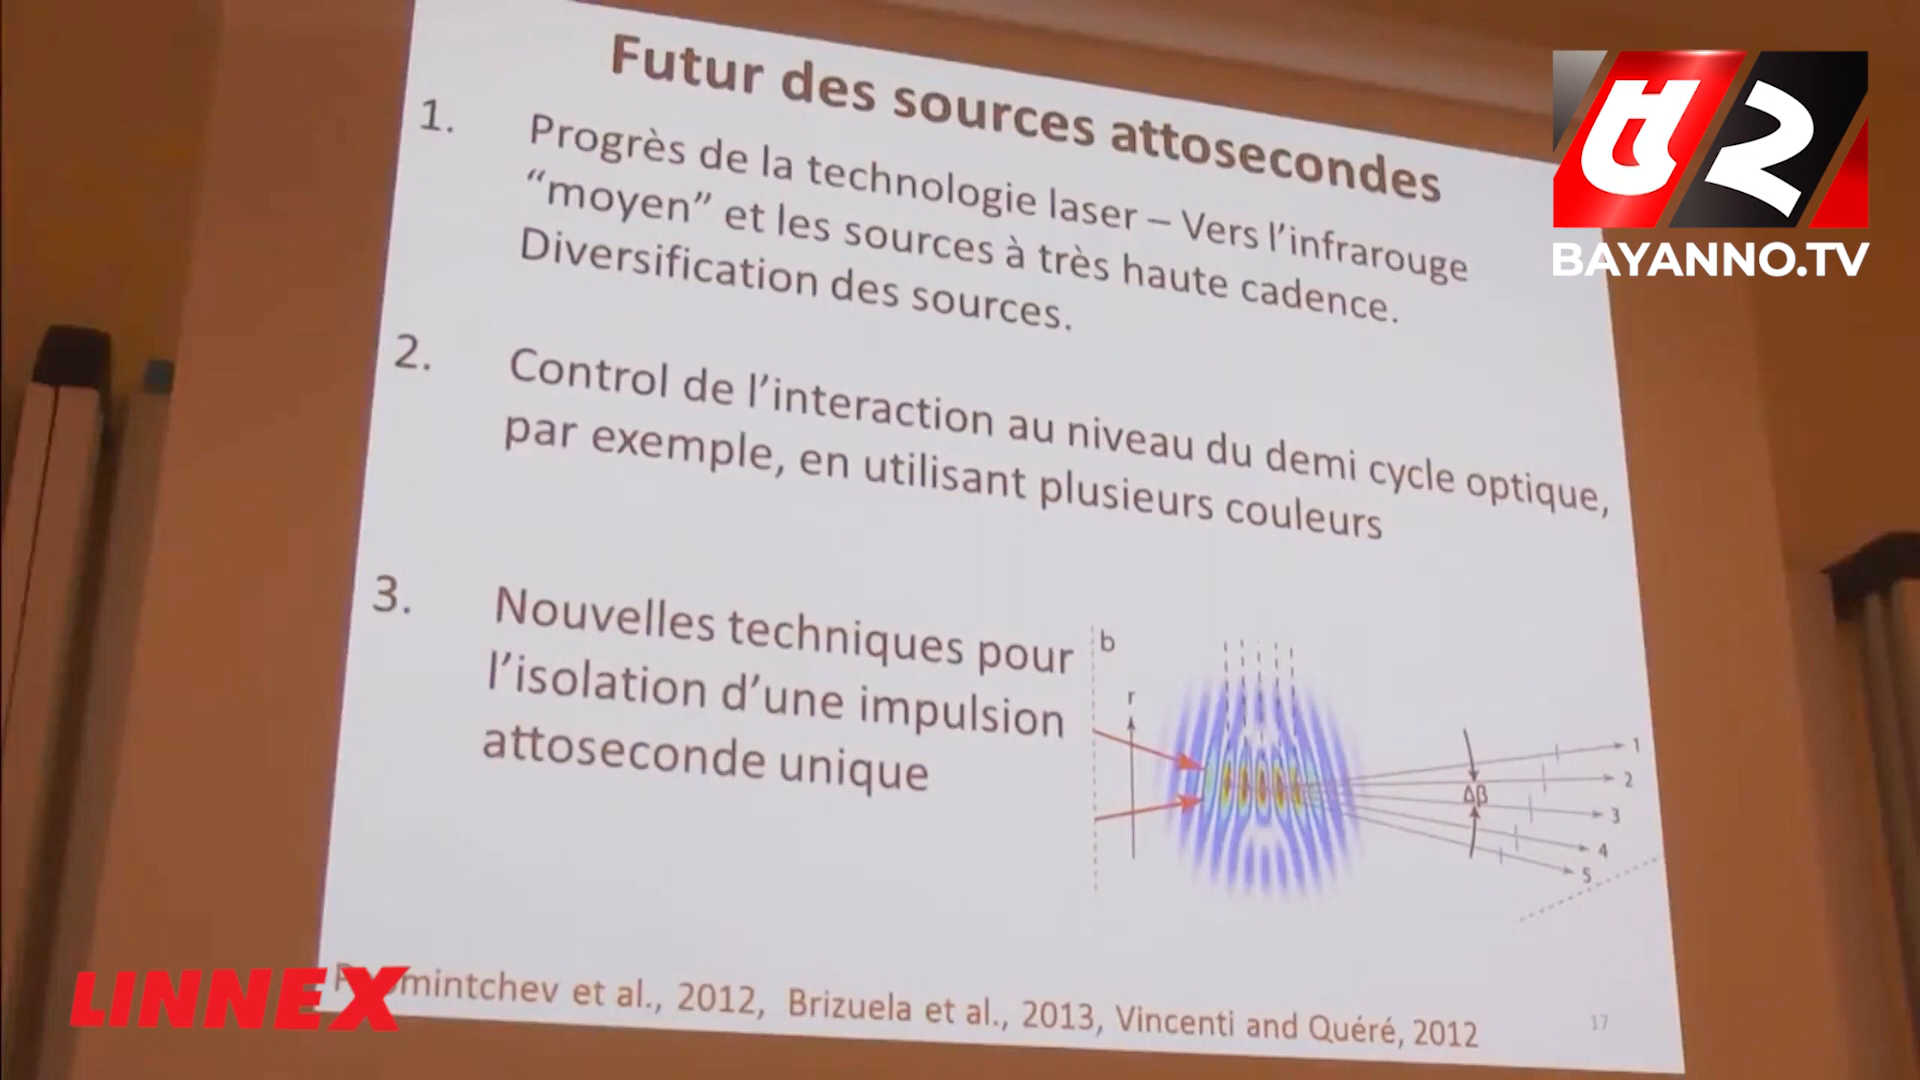 Futur des sources attosecondes
1. Progrès de la technologie laser – Vers l’infrarouge
“moyen” et les sources à très haute cadence.
Diversification des sources.
2. Control de l’interaction au niveau du demi cycle optique,
par exemple, en utilisant plusieurs couleurs
3. Nouvelles techniques pour
l’isolation d’une impulsion
attoseconde unique
b
r
Δβ
1
2
3
4
5
et al., 2012, Brizuela et al., 2013, Vincenti and Quéré, 2012
17
BAYANNO.TV
LINNEX